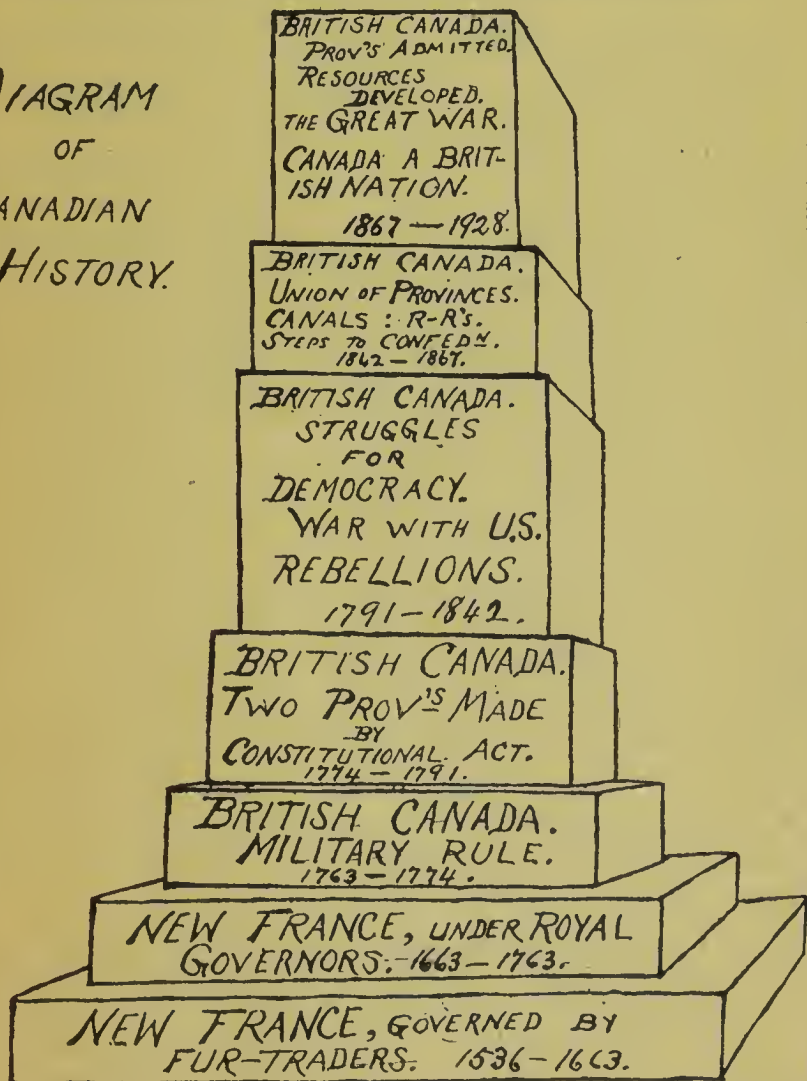 DIAGRAM
OF
CANADIAN
HISTORY.
BRITISH CANADA.
PROV'S ADMITTED.
RESOURCES
DEVELOPED.
THE GREAT WAR.
CANADA A BRIT-
ISH NATION.
1867 — 1928.
BRITISH CANADA.
UNION OF PROVINCES.
CANALS : R-R's.
STEPS TO CONFEDN.
1842 — 1867.
BRITISH CANADA.
STRUGGLES
FOR
DEMOCRACY.
WAR WITH U.S.
REBELLIONS.
1791 — 1842.
BRITISH CANADA.
TWO PROV'S MADE
BY
CONSTITUTIONAL ACT.
1774 — 1791.
BRITISH CANADA.
MILITARY RULE.
1763 — 1774.
NEW FRANCE, UNDER ROYAL
GOVERNORS. - 1663 — 1763.
NEW FRANCE, GOVERNED BY
FUR-TRADERS. 1536 — 1663.